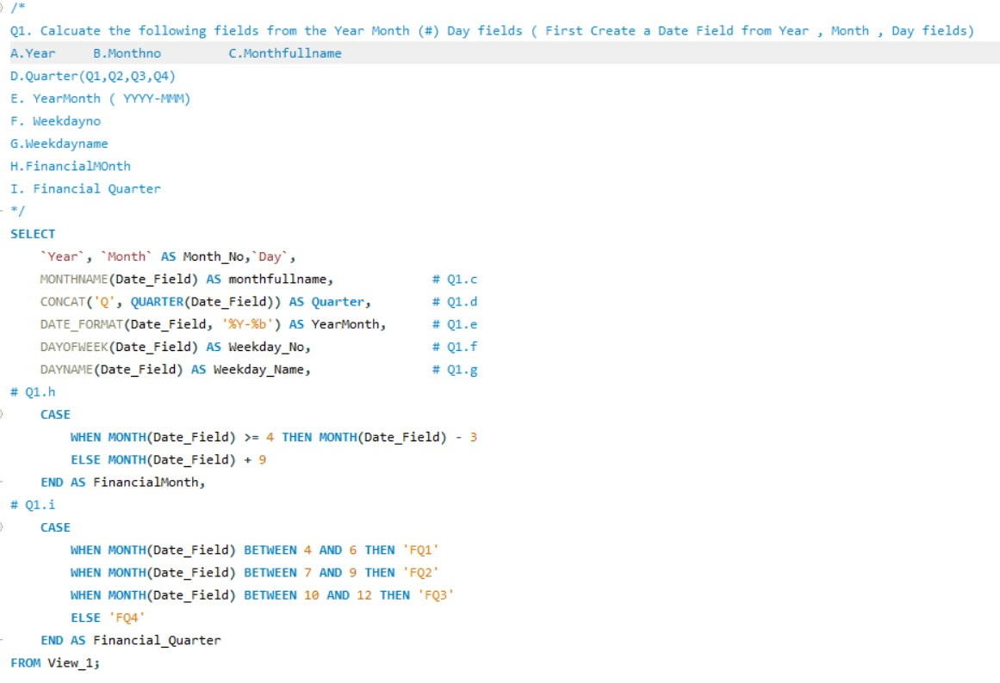 /*
Q1. Calcuate the following fields from the Year Month (#) Day fields ( First Create a Date Field from Year , Month , Day fields)
A.Year     B.Monthno          C.Monthfullname
D.Quarter(Q1,Q2,Q3,Q4)
E. YearMonth ( YYYY-MMM)
F. Weekdayno
G.Weekdayname
H.FinancialMOnth
I. Financial Quarter
*/
SELECT
    `Year`, `Month` AS Month_No,`Day`,
    MONTHNAME(Date_Field) AS monthfullname,             # Q1.c
    CONCAT('Q', QUARTER(Date_Field)) AS Quarter,        # Q1.d
    DATE_FORMAT(Date_Field, '%Y-%b') AS YearMonth,      # Q1.e
    DAYOFWEEK(Date_Field) AS Weekday_No,                # Q1.f
    DAYNAME(Date_Field) AS Weekday_Name,                # Q1.g
# Q1.h
    CASE
        WHEN MONTH(Date_Field) >= 4 THEN MONTH(Date_Field) - 3
        ELSE MONTH(Date_Field) + 9
    END AS FinancialMonth,
# Q1.i
    CASE
        WHEN MONTH(Date_Field) BETWEEN 4 AND 6 THEN 'FQ1'
        WHEN MONTH(Date_Field) BETWEEN 7 AND 9 THEN 'FQ2'
        WHEN MONTH(Date_Field) BETWEEN 10 AND 12 THEN 'FQ3'
        ELSE 'FQ4'
    END AS Financial_Quarter
FROM View_1;